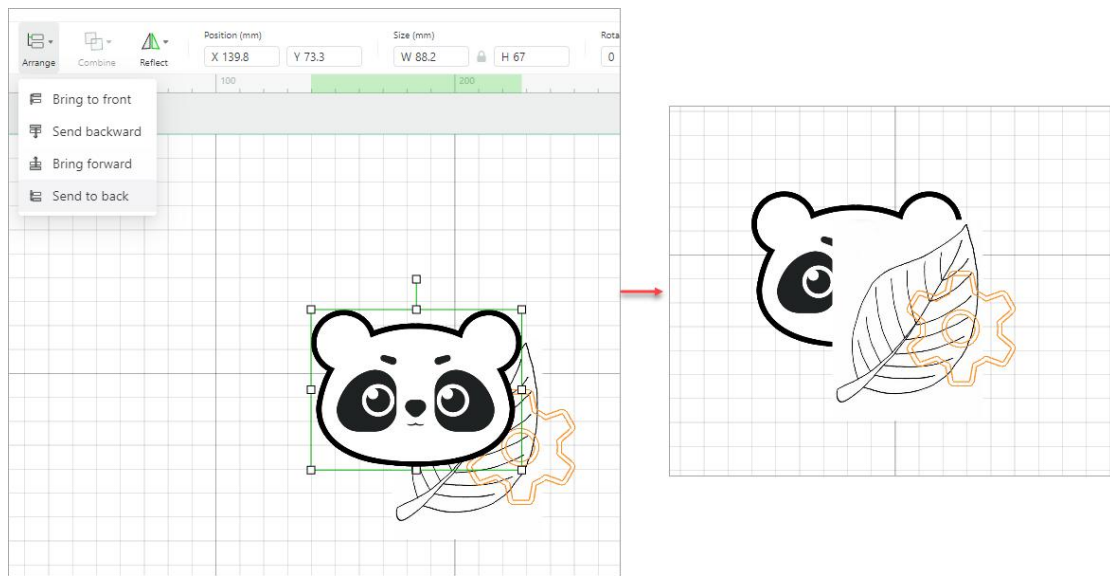 Arrange
Combine
Reflect
Position (mm)
X 139.8
Y 73.3
Size (mm)
W 88.2
H 67
Rota
0
100
200
Bring to front
Send backward
Bring forward
Send to back